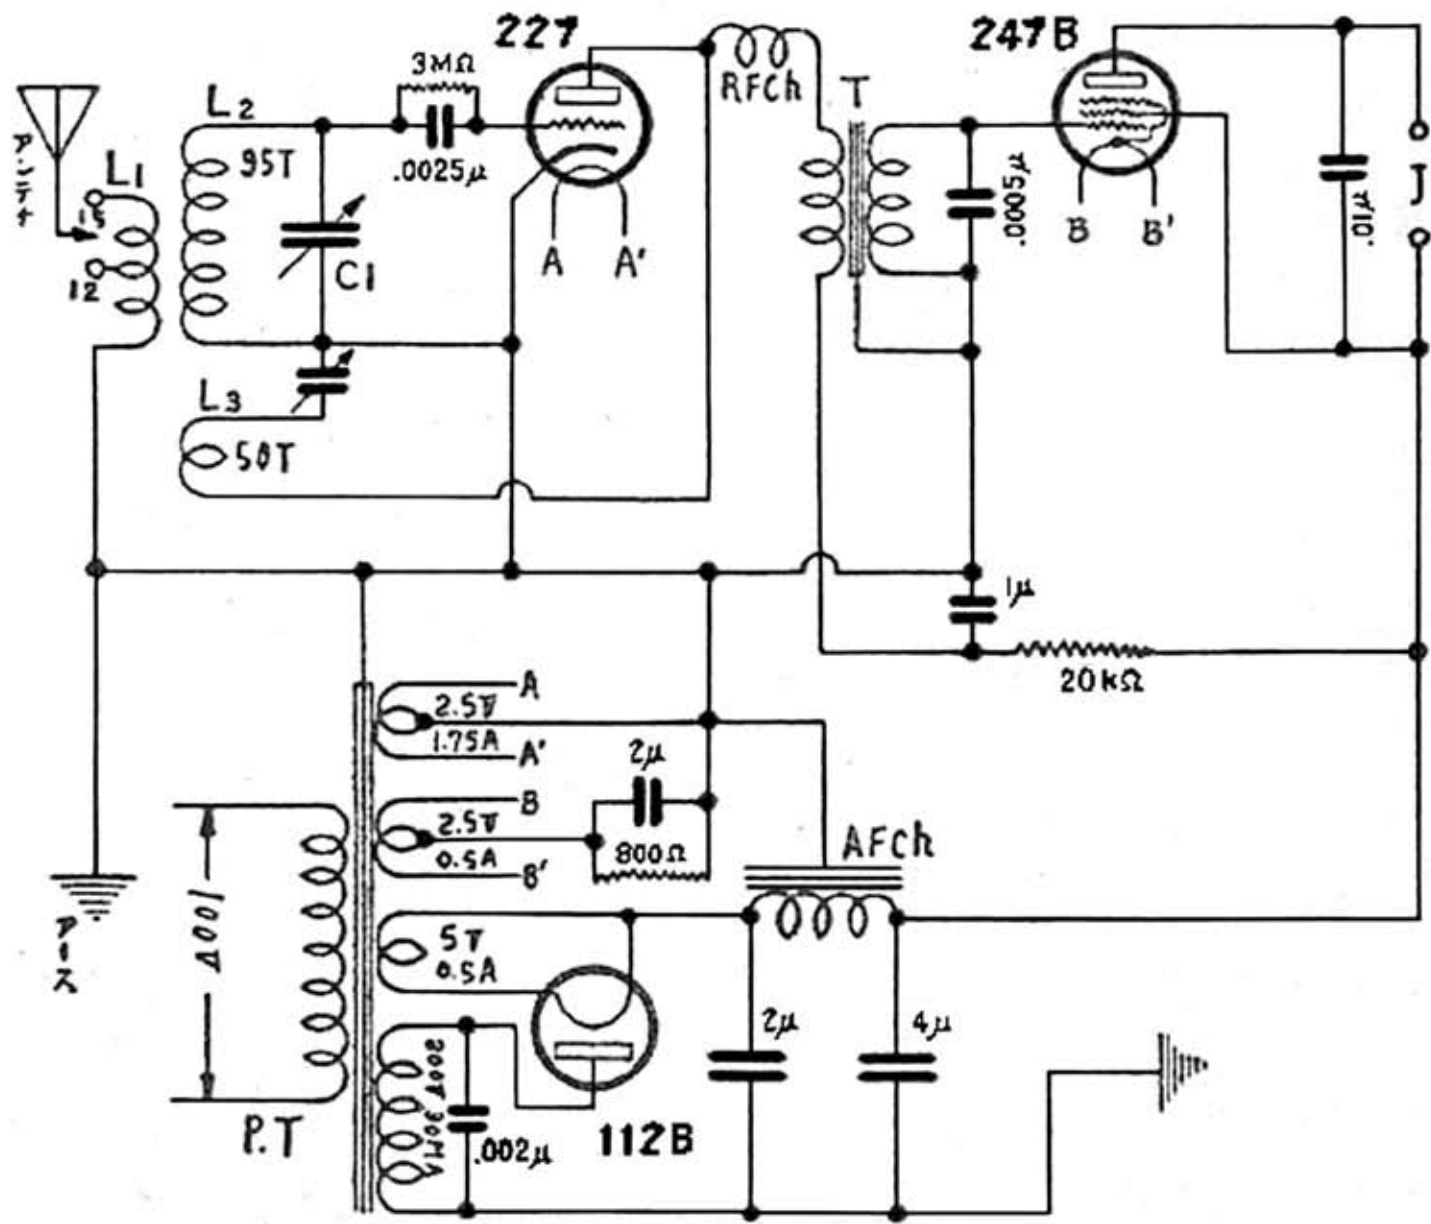 227
247B
3MΩ
RFCh
T
L2
アンテナ
L1
95T
.0025μ
15
.0005μ
.01μ
J
12
C1
A
A'
B
B'
L3
50T
1μ
20kΩ
A
2.5V
1.75A
A'
2μ
B
2.5V
0.5A
B'
800Ω
AFCh
100V
アース
5V
0.5A
2μ
4μ
200V 30MA
P.T
.002μ
112B